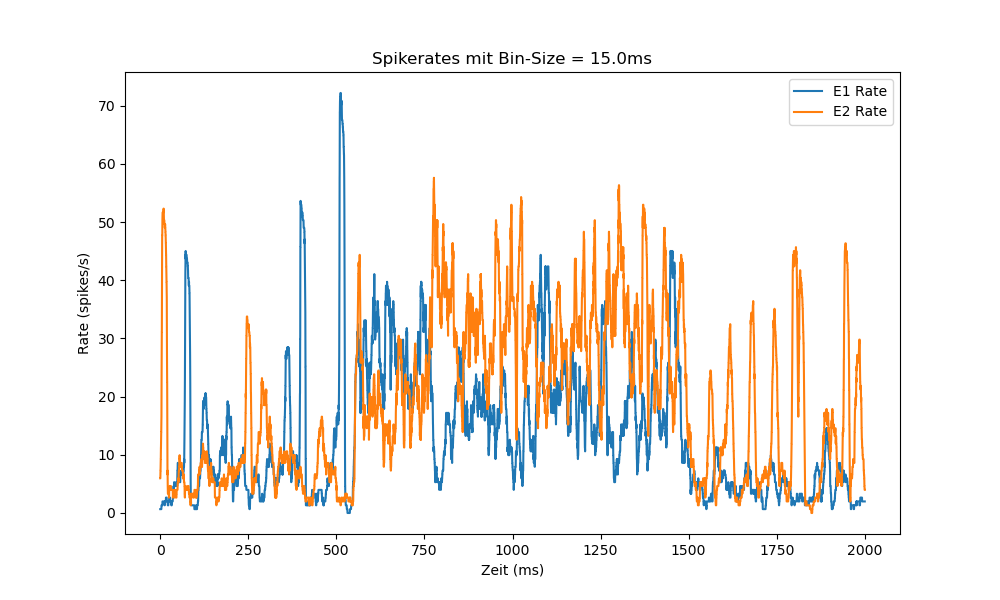 Spikerates mit Bin-Size = 15.0ms
E1 Rate
E2 Rate
Rate (spikes/s)
70
60
50
40
30
20
10
0
0 250 500 750 1000 1250 1500 1750 2000
Zeit (ms)